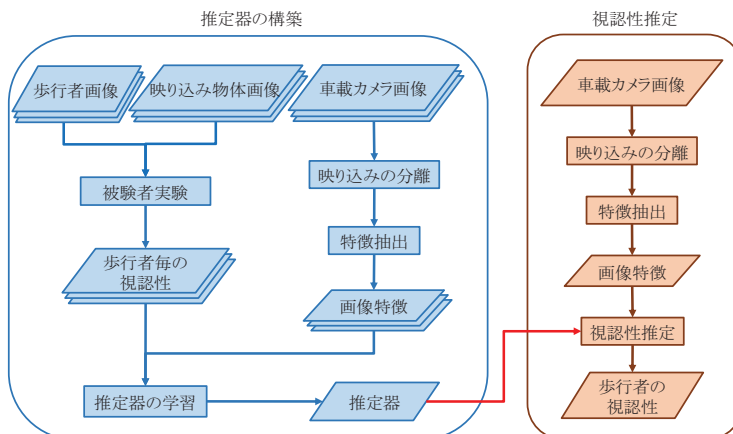 推定器の構築
歩行者画像
映り込み物体画像
車載カメラ画像
被験者実験
映り込みの分離
特徴抽出
歩行者毎の
視認性
画像特徴
推定器の学習
推定器
視認性推定
車載カメラ画像
映り込みの分離
特徴抽出
画像特徴
視認性推定
歩行者の
視認性